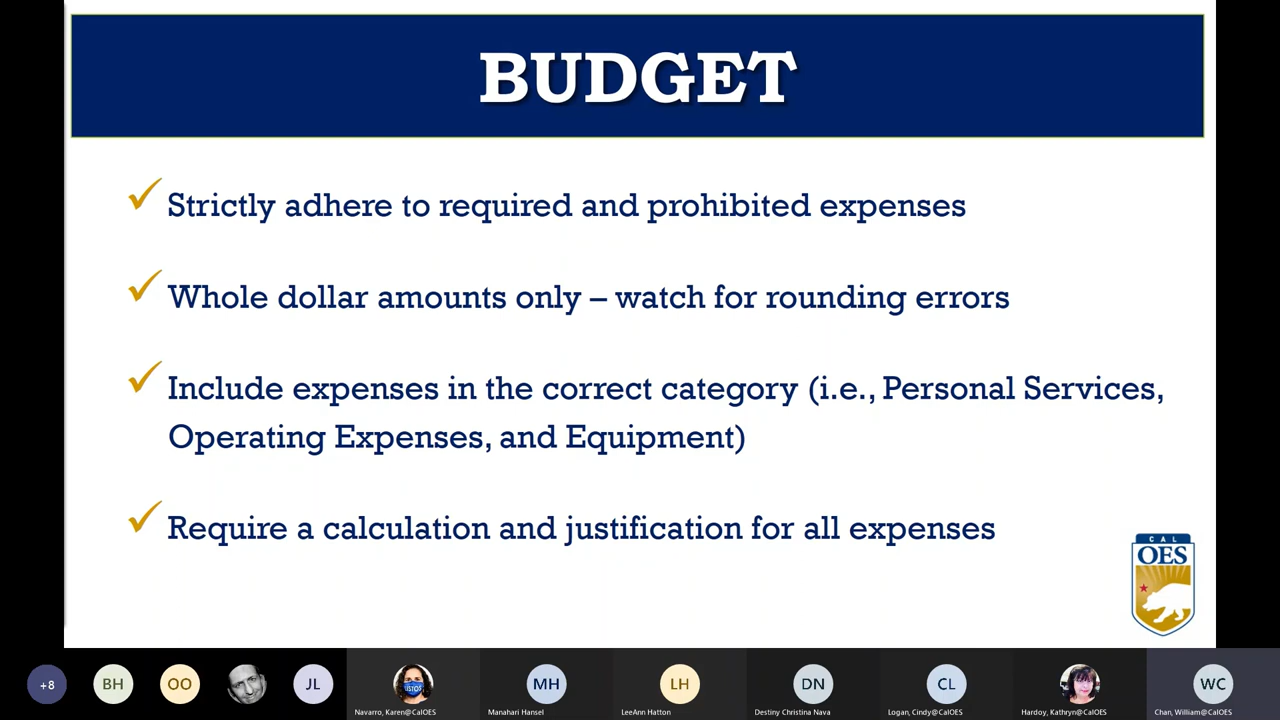 BUDGET
Strictly adhere to required and prohibited expenses
Whole dollar amounts only – watch for rounding errors
Include expenses in the correct category (i.e., Personal Services,
Operating Expenses, and Equipment)
Require a calculation and justification for all expenses
CAL
OES
+8
BH
OO
JL
MH
LH
DN
CL
WC
Navarro, Karen@CalOES
Manahari Hansel
LeeAnn Hatton
Destiny Christina Nava
Logan, Cindy@CalOES
Hardoy, Kathryn@CalOES
Chan, William@CalOES